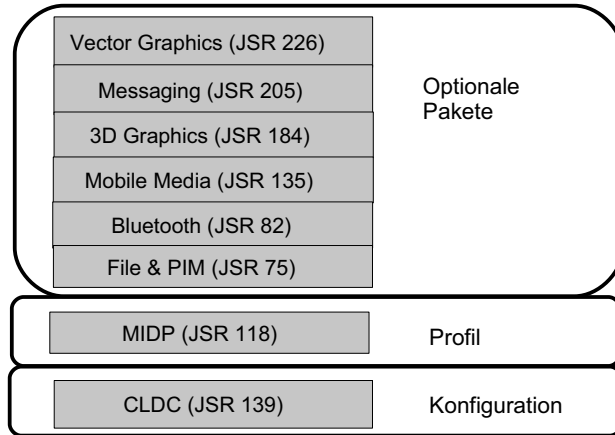 Vector Graphics (JSR 226)
Messaging (JSR 205)
3D Graphics (JSR 184)
Mobile Media (JSR 135)
Bluetooth (JSR 82)
File & PIM (JSR 75)
Optionale
Pakete
MIDP (JSR 118)
Profil
CLDC (JSR 139)
Konfiguration